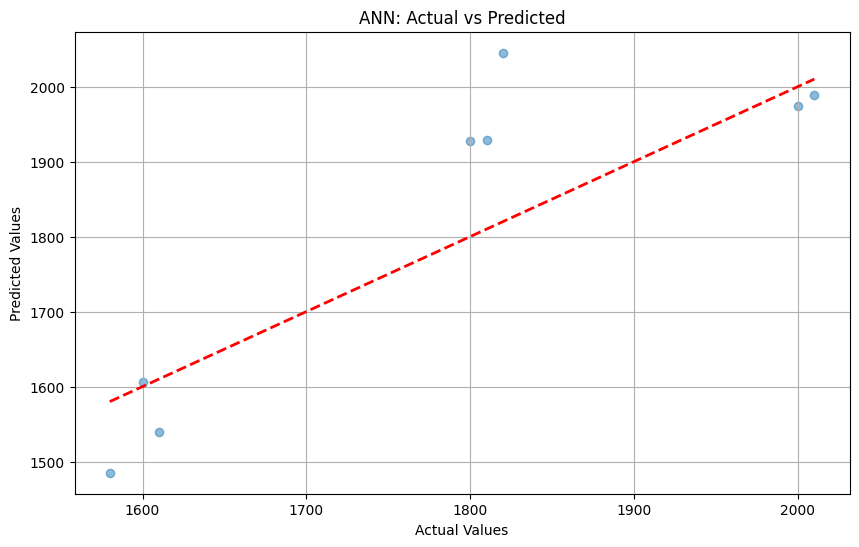 ANN: Actual vs Predicted
Predicted Values
2000
1900
1800
1700
1600
1500
1600 1700 1800 1900 2000
Actual Values